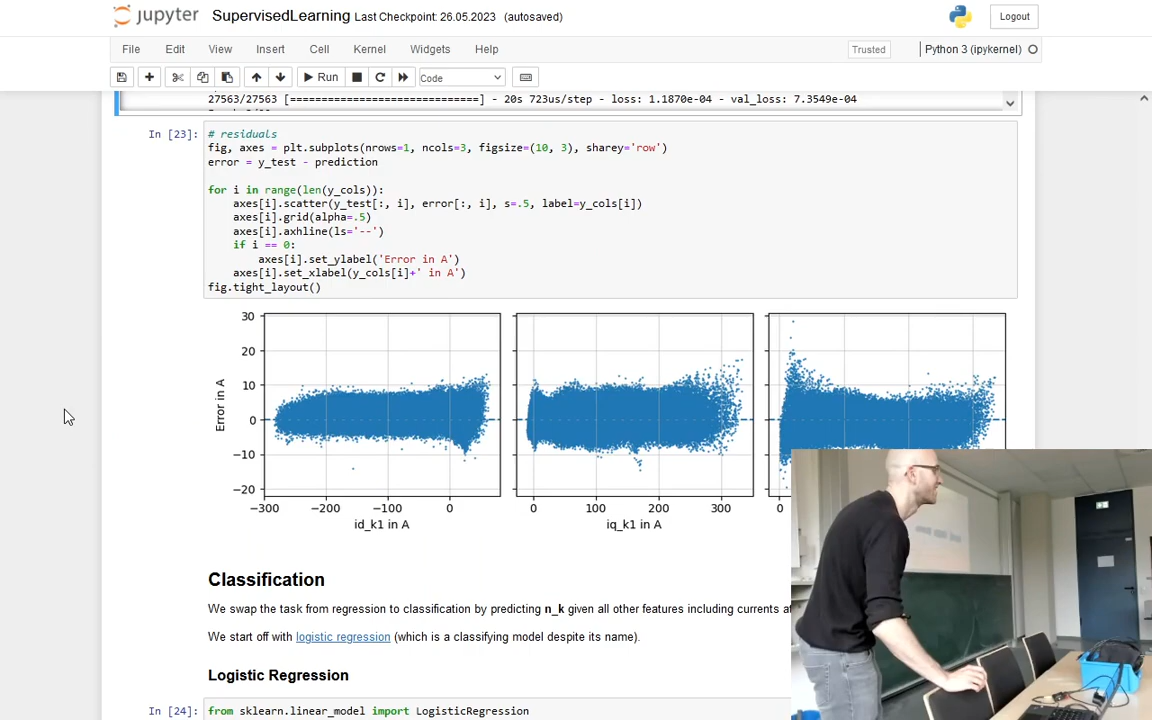 jupyter SupervisedLearning Last Checkpoint: 26.05.2023 (autosaved) Logout
File Edit View Insert Cell Kernel Widgets Help Trusted Python 3 (ipykernel)
Run Code
27563/27563 [==============================] - 20s 723us/step - loss: 1.1870e-04 - val_loss: 7.3549e-04
In [23]: # residuals
fig, axes = plt.subplots(nrows=1, ncols=3, figsize=(10, 3), sharey='row')
error = y_test - prediction
for i in range(len(y_cols)):
axes[i].scatter(y_test[:, i], error[:, i], s=.5, label=y_cols[i])
axes[i].grid(alpha=.5)
axes[i].axhline(ls='--')
if i == 0:
axes[i].set_ylabel('Error in A')
axes[i].set_xlabel(y_cols[i]+' in A')
fig.tight_layout()
30
20
10
0
−10
−20
Error in A
−300 −200 −100 0 0 100 200 300 0
id_k1 in A iq_k1 in A
Classification
We swap the task from regression to classification by predicting n_k given all other features including currents
We start off with logistic regression (which is a classifying model despite its name).
Logistic Regression
In [24]: from sklearn.linear_model import LogisticRegression